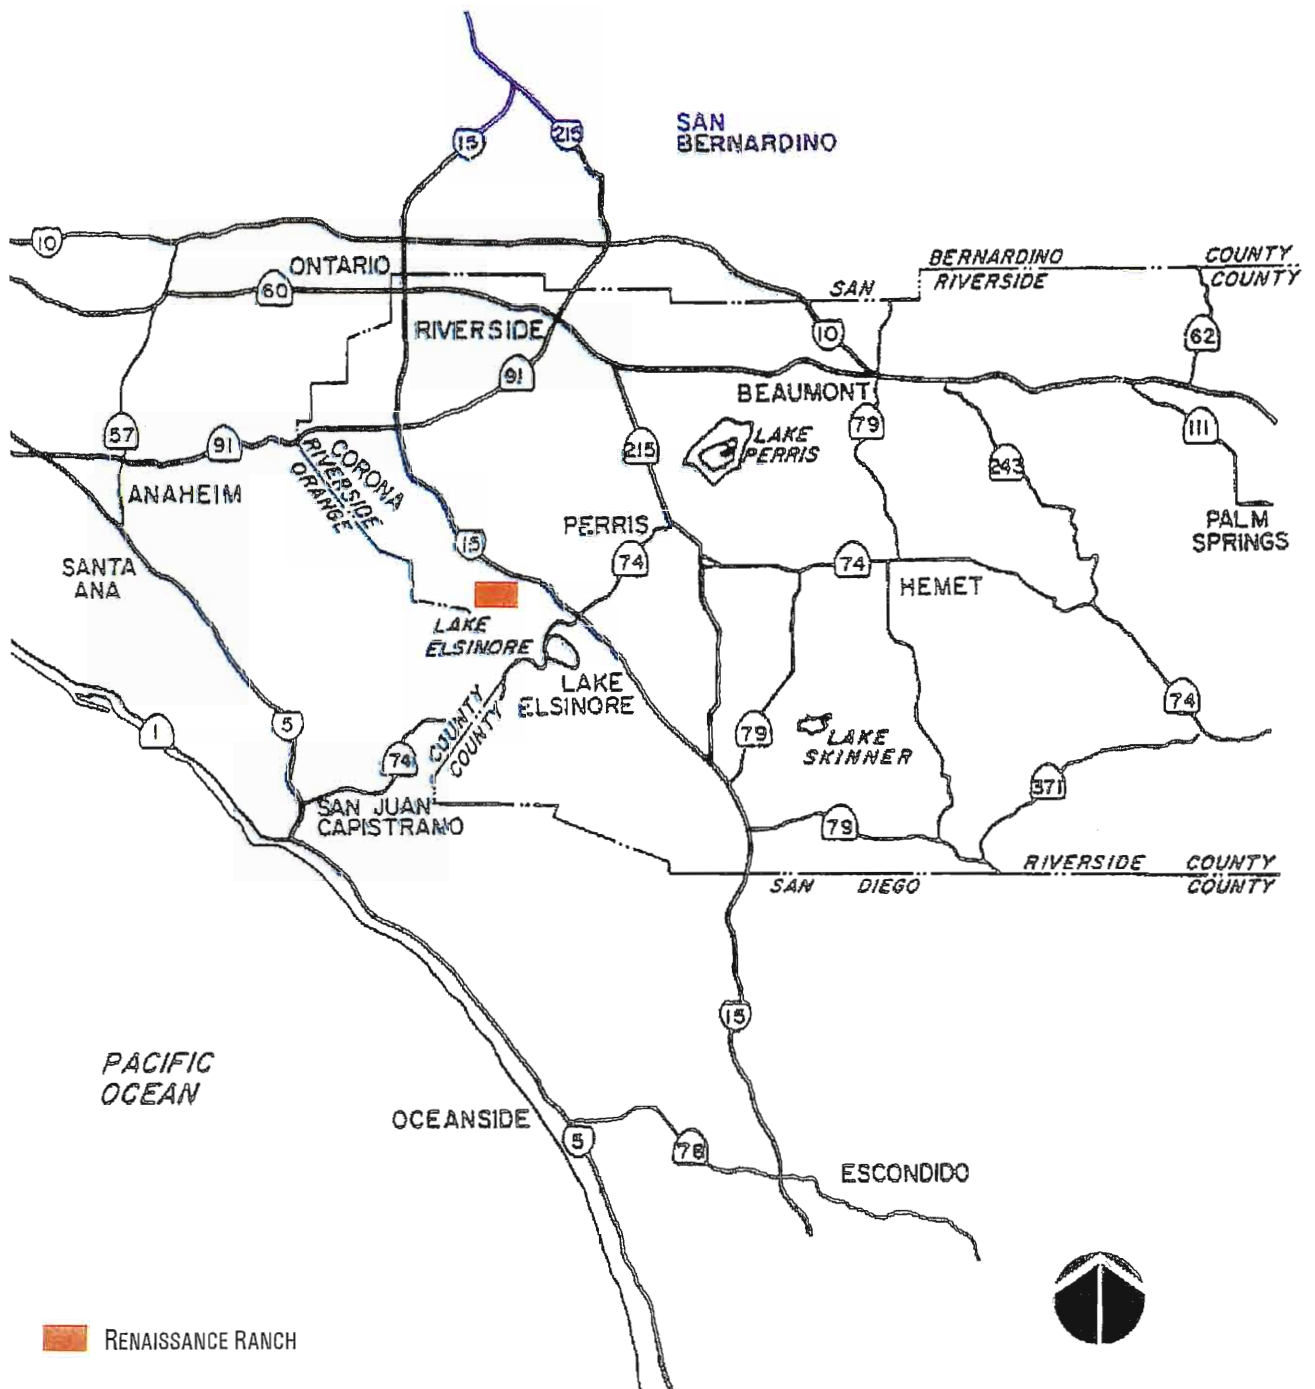 15
215
SAN
BERNARDINO
10
ONTARIO
60
BERNARDINO COUNTY
SAN RIVERSIDE COUNTY
RIVERSIDE
10
62
91
BEAUMONT
57
91
79
111
LAKE
PERRIS
215
243
CORONA
RIVERSIDE
ORANGE
ANAHEIM
PERRIS
15
74
74
PALM
SPRINGS
SANTA
ANA
HEMET
LAKE
ELSINORE
LAKE
ELSINORE
COUNTY
COUNTY
74
1
5
79
LAKE
SKINNER
74
371
SAN JUAN
CAPISTRANO
79
RIVERSIDE COUNTY
SAN DIEGO COUNTY
15
PACIFIC
OCEAN
OCEANSIDE
5
78
ESCONDIDO
RENAISSANCE RANCH